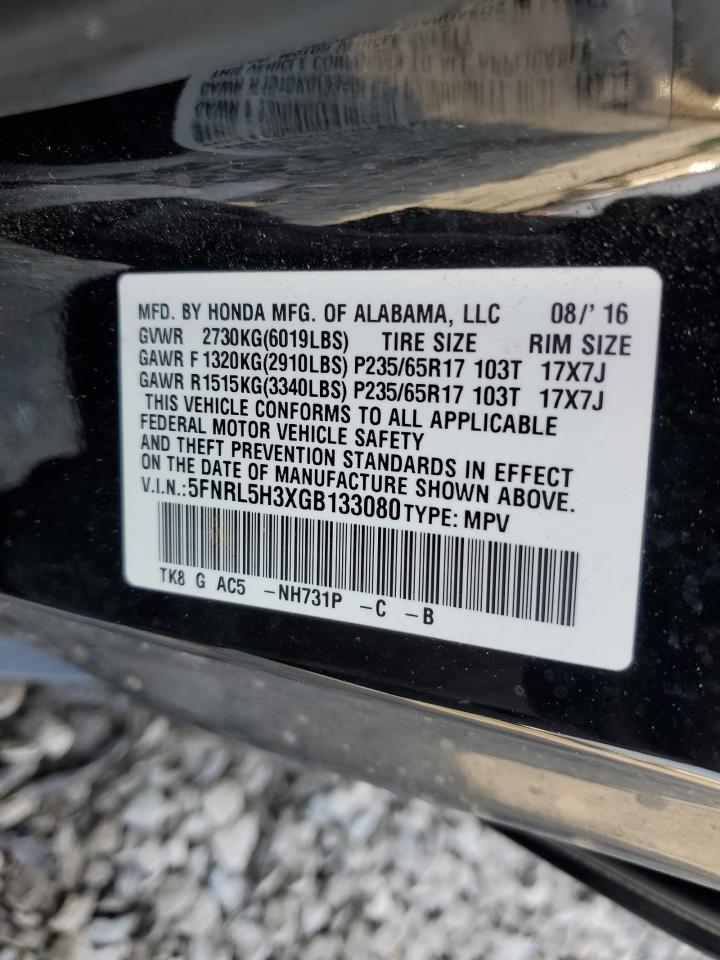 MFD. BY HONDA MFG. OF ALABAMA, LLC 08/' 16
GVWR 2730KG(6019LBS) TIRE SIZE RIM SIZE
GAWR F1320KG(2910LBS) P235/65R17 103T 17X7J
GAWR R1515KG(3340LBS) P235/65R17 103T 17X7J
THIS VEHICLE CONFORMS TO ALL APPLICABLE
FEDERAL MOTOR VEHICLE SAFETY
AND THEFT PREVENTION STANDARDS IN EFFECT
ON THE DATE OF MANUFACTURE SHOWN ABOVE.
V.I.N.:5FNRL5H3XGB133080 TYPE: MPV
TK8 G AC5 -NH731P -C -B